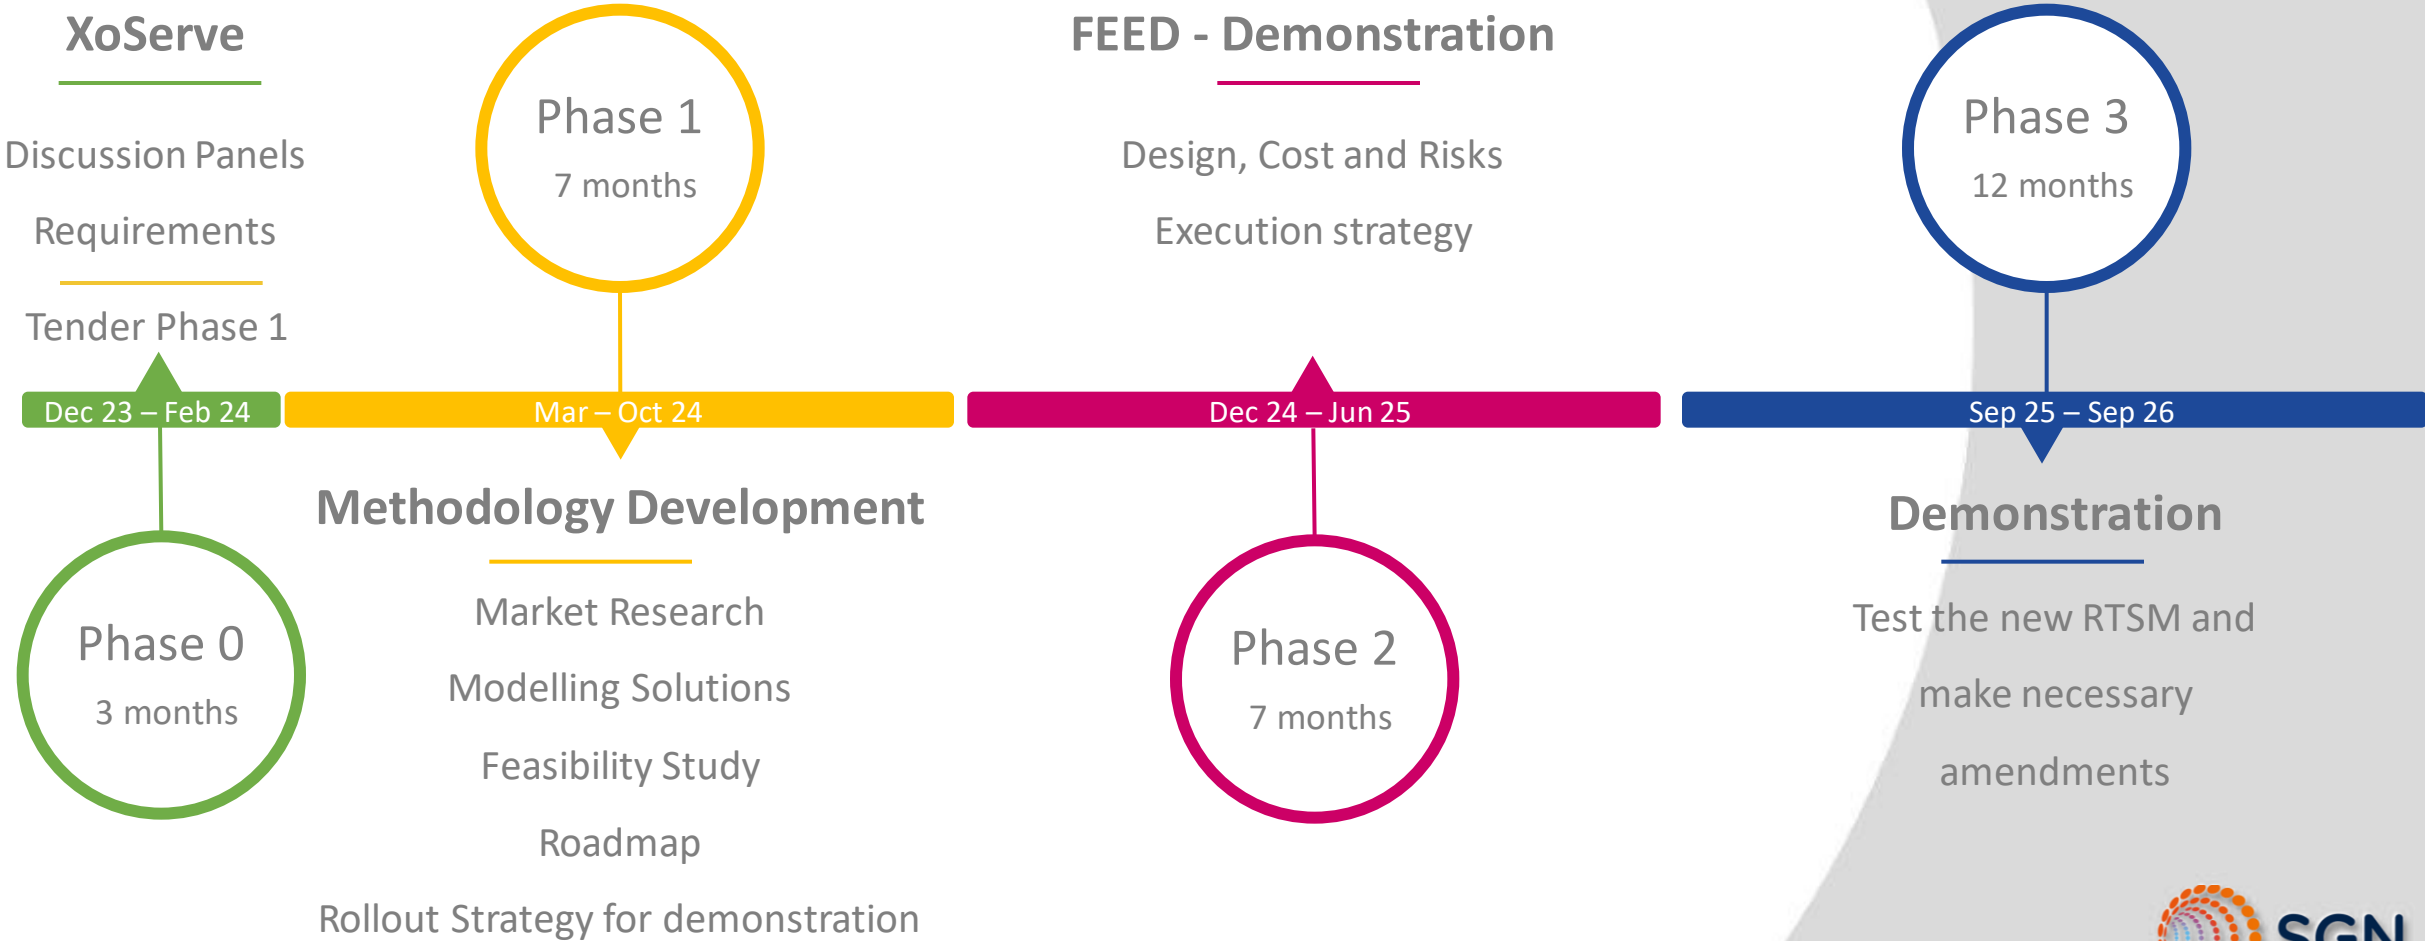 XoServe
Discussion Panels
Requirements
Tender Phase 1
Dec 23 – Feb 24
Phase 0
3 months
Phase 1
7 months
Mar – Oct 24
Methodology Development
Market Research
Modelling Solutions
Feasibility Study
Roadmap
Rollout Strategy for demonstration
FEED - Demonstration
Design, Cost and Risks
Execution strategy
Dec 24 – Jun 25
Phase 2
7 months
Phase 3
12 months
Sep 25 – Sep 26
Demonstration
Test the new RTSM and
make necessary
amendments
SGN